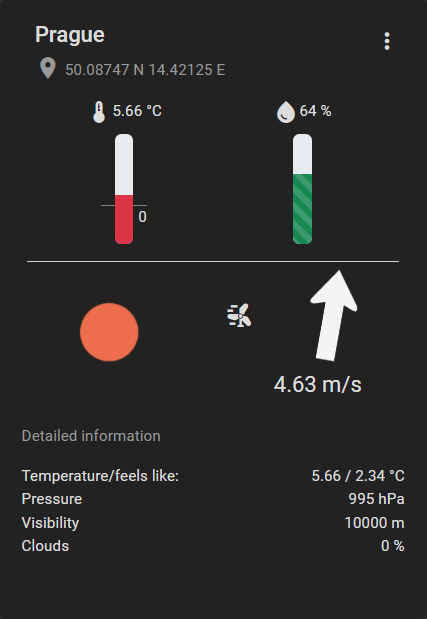 Prague
50.08747 N 14.42125 E
5.66 °C
64 %
0
4.63 m/s
Detailed information
Temperature/feels like: 5.66 / 2.34 °C
Pressure 995 hPa
Visibility 10000 m
Clouds 0 %